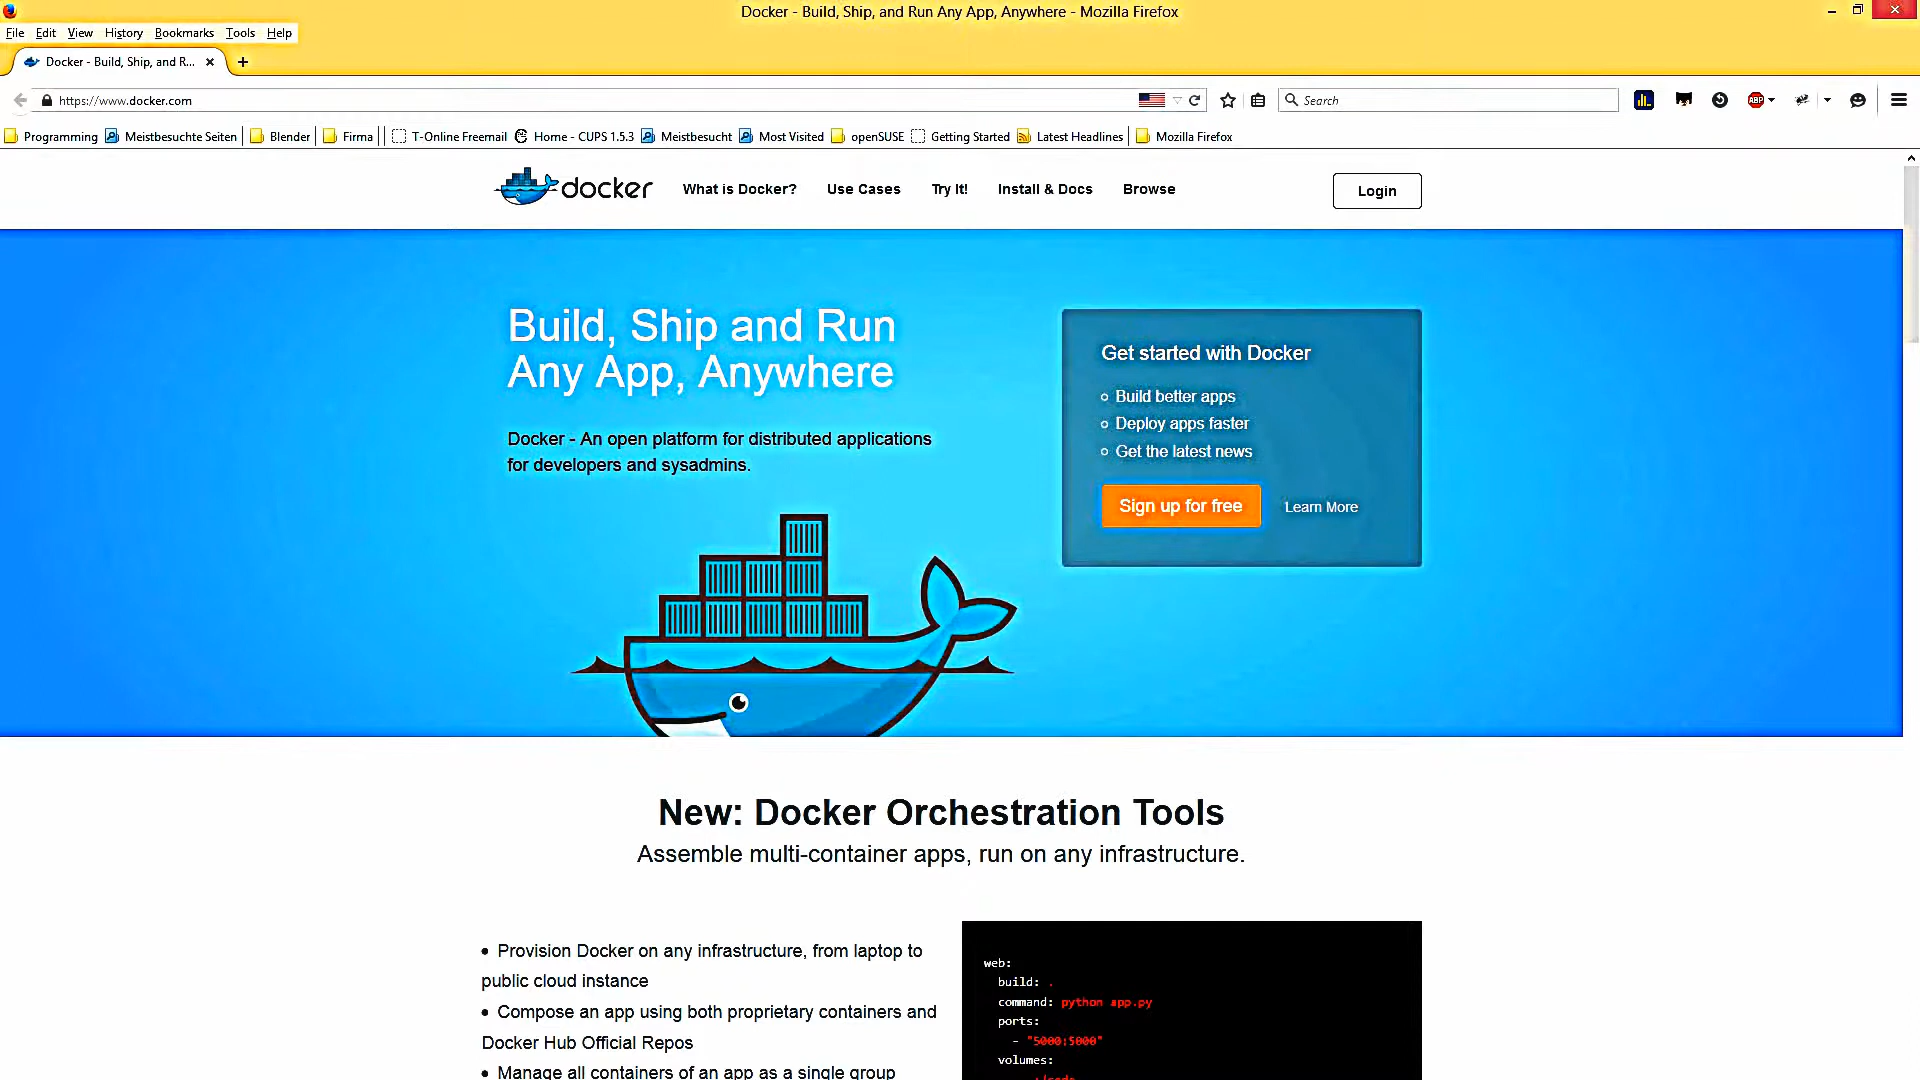 Docker - Build, Ship, and Run Any App, Anywhere - Mozilla Firefox
File Edit View History Bookmarks Tools Help
Docker - Build, Ship, and R...
https://www.docker.com
Search
ABP
Programming Meistbesuchte Seiten Blender Firma T-Online Freemail Home - CUPS 1.5.3 Meistbesucht Most Visited openSUSE Getting Started Latest Headlines Mozilla Firefox
docker What is Docker? Use Cases Try It! Install & Docs Browse Login
Build, Ship and Run
Any App, Anywhere
Docker - An open platform for distributed applications
for developers and sysadmins.
Get started with Docker
Build better apps
Deploy apps faster
Get the latest news
Sign up for free Learn More
New: Docker Orchestration Tools
Assemble multi-container apps, run on any infrastructure.
• Provision Docker on any infrastructure, from laptop to
public cloud instance
• Compose an app using both proprietary containers and
Docker Hub Official Repos
• Manage all containers of an app as a single group
web:
build: .
command: python app.py
ports:
- "5000:5000"
volumes: